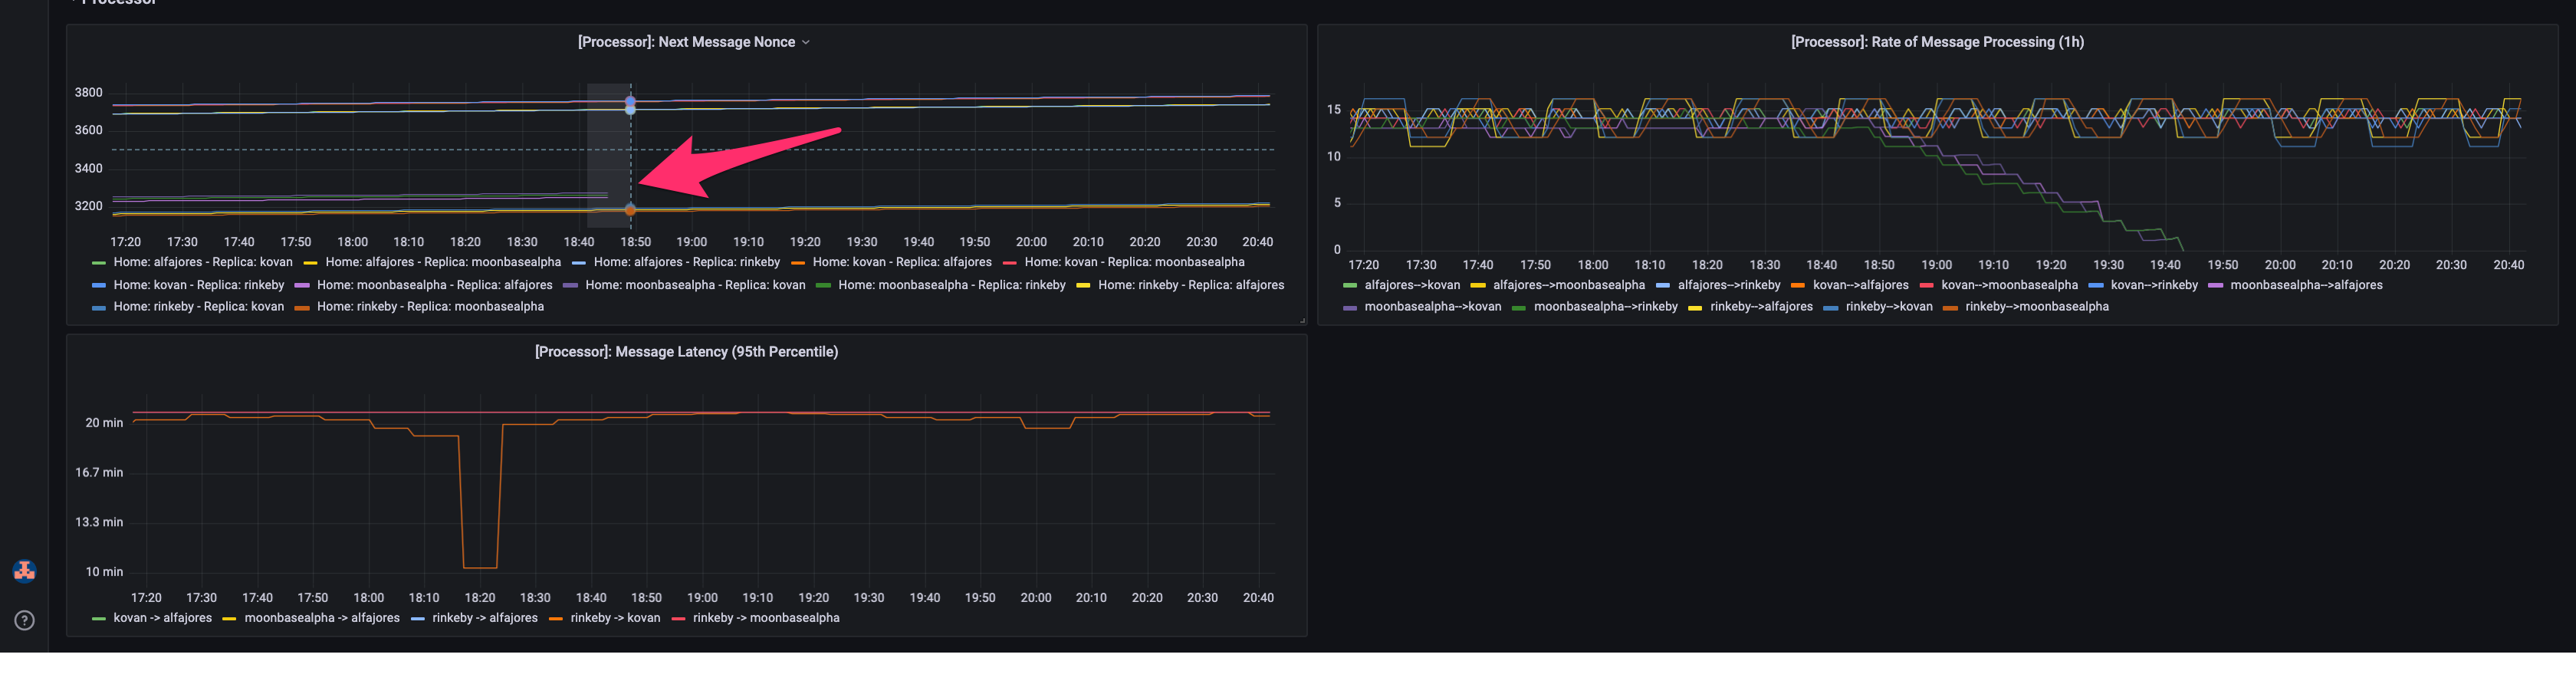 Processor
[Processor]: Next Message Nonce
3800
3600
3400
3200
17:20 17:30 17:40 17:50 18:00 18:10 18:20 18:30 18:40 18:50 19:00 19:10 19:20 19:30 19:40 19:50 20:00 20:10 20:20 20:30 20:40
Home: alfajores - Replica: kovan Home: alfajores - Replica: moonbasealpha Home: alfajores - Replica: rinkeby Home: kovan - Replica: alfajores Home: kovan - Replica: moonbasealpha
Home: kovan - Replica: rinkeby Home: moonbasealpha - Replica: alfajores Home: moonbasealpha - Replica: kovan Home: moonbasealpha - Replica: rinkeby Home: rinkeby - Replica: alfajores
Home: rinkeby - Replica: kovan Home: rinkeby - Replica: moonbasealpha
[Processor]: Rate of Message Processing (1h)
15
10
5
0
17:20 17:30 17:40 17:50 18:00 18:10 18:20 18:30 18:40 18:50 19:00 19:10 19:20 19:30 19:40 19:50 20:00 20:10 20:20 20:30 20:40
alfajores-->kovan alfajores-->moonbasealpha alfajores-->rinkeby kovan-->alfajores kovan-->moonbasealpha kovan-->rinkeby moonbasealpha-->alfajores
moonbasealpha-->kovan moonbasealpha-->rinkeby rinkeby-->alfajores rinkeby-->kovan rinkeby-->moonbasealpha
[Processor]: Message Latency (95th Percentile)
20 min
16.7 min
13.3 min
10 min
17:20 17:30 17:40 17:50 18:00 18:10 18:20 18:30 18:40 18:50 19:00 19:10 19:20 19:30 19:40 19:50 20:00 20:10 20:20 20:30 20:40
kovan -> alfajores moonbasealpha -> alfajores rinkeby -> alfajores rinkeby -> kovan rinkeby -> moonbasealpha
?